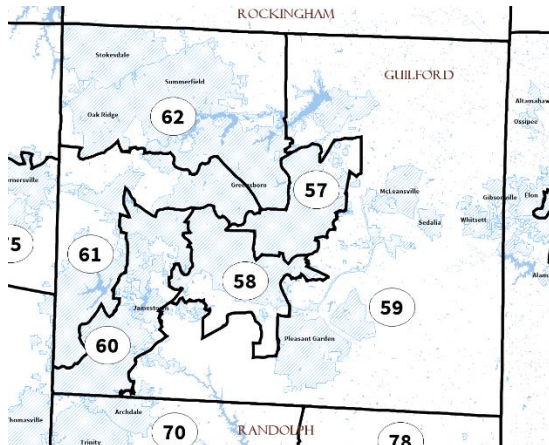 ROCKINGHAM
Stokesdale
Summerfield
GUILFORD
Oak Ridge
62
Altamahaw
Ossipee
Greensboro
57
McLeansville
Gibsonville
Elon
Sedalia
Whitsett
61
58
59
Jamestown
Pleasant Garden
60
Archdale
70
RANDOLPH
78
Trinity